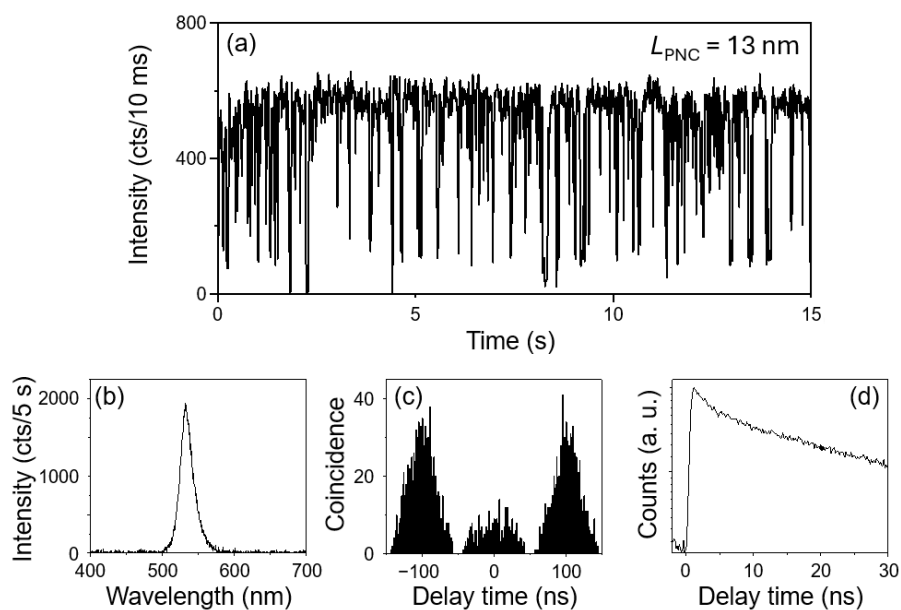 (a)
L_PNC = 13 nm
800
400
0
Intensity (cts/10 ms)
0 5 10 15
Time (s)
(b)
2000
1000
0
Intensity (cts/5 s)
400 500 600 700
Wavelength (nm)
(c)
40
20
0
Coincidence
−100 0 100
Delay time (ns)
(d)
Counts (a. u.)
0 10 20 30
Delay time (ns)